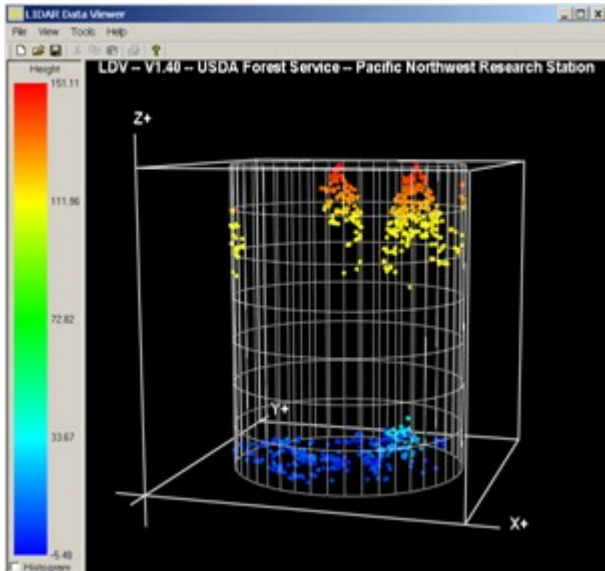 LIDAR Data Viewer
File View Tools Help
Height
LDV -- V1.40 -- USDA Forest Service -- Pacific Northwest Research Station
151.11
Z+
111.96
72.82
33.67
Y+
X+
-5.48
Histogram